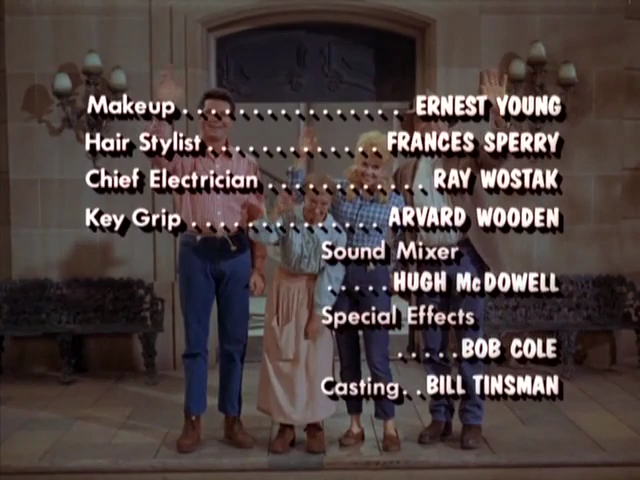 Makeup................ERNEST YOUNG
Hair Stylist............FRANCES SPERRY
Chief Electrician...........RAY WOSTAK
Key Grip.............ARVARD WOODEN
Sound Mixer
.....HUGH McDOWELL
Special Effects
.....BOB COLE
Casting..BILL TINSMAN